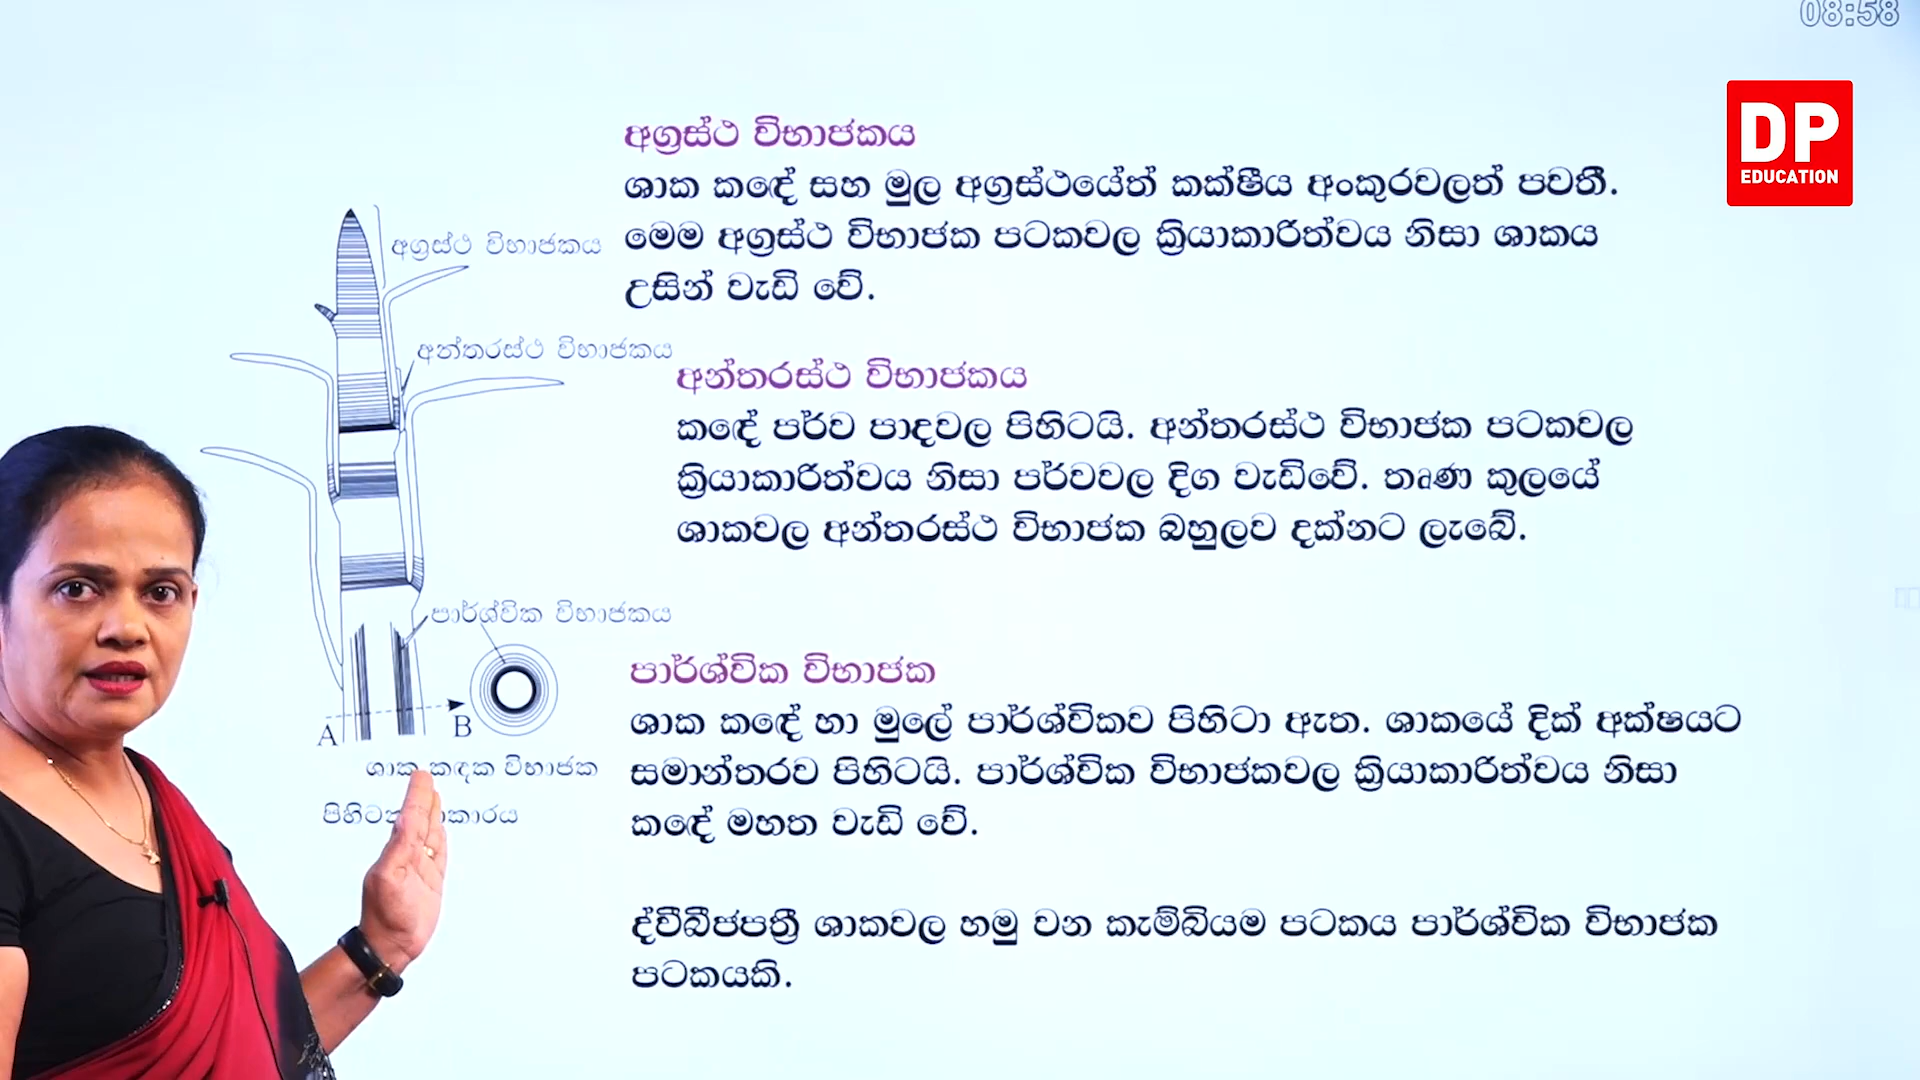 08:58
DP
EDUCATION
අග්‍රස්ථ විභාජකය
ශාක කඳේ සහ මුල අග්‍රස්ථයේත් කක්ෂීය අංකුරවලත් පවතී.
මෙම අග්‍රස්ථ විභාජක පටකවල ක්‍රියාකාරිත්වය නිසා ශාකය
උසින් වැඩි වේ.
අග්‍රස්ථ විභාජකය
අන්තරස්ථ විභාජකය
අන්තරස්ථ විභාජකය
කඳේ පර්ව පාදවල පිහිටයි. අන්තරස්ථ විභාජක පටකවල
ක්‍රියාකාරිත්වය නිසා පර්වවල දිග වැඩිවේ. තෘණ කුලයේ
ශාකවල අන්තරස්ථ විභාජක බහුලව දක්නට ලැබේ.
පාර්ශ්වික විභාජකය
A
B
ශාක කඳක විභාජක
පාර්ශ්වික විභාජක
ශාක කඳේ හා මුලේ පාර්ශ්විකව පිහිටා ඇත. ශාකයේ දික් අක්ෂයට
සමාන්තරව පිහිටයි. පාර්ශ්වික විභාජකවල ක්‍රියාකාරිත්වය නිසා
කඳේ මහත වැඩි වේ.
ද්වීබීජපත්‍රී ශාකවල හමු වන කැම්බියම පටකය පාර්ශ්වික විභාජක
පටකයකි.